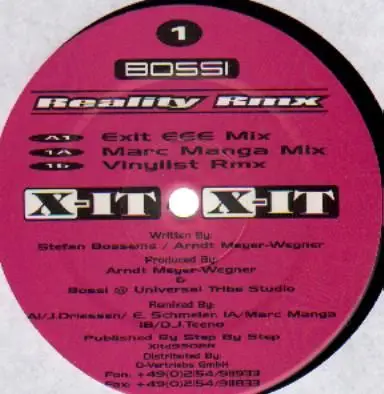 1
BOSSI
Reality Rmx
A1 Exit EEE Mix
1A Marc Manga Mix
1b Vinylist Rmx
X-IT X-IT
Written By:
Stefan Bossems / Arndt Meyer-Wegner
Produced By:
Arndt Meyer-Wegner
&
Bossi @ Universal Tribe Studio
Remixed By:
A1/J.Driessen/ E. Schmeler, 1A/Marc Manga
1B/D.J.Teeno
Published By Step By Step
Distributed By:
O-Vertriebs GmbH
Fon: +49(0)2154/911933
Fax: +49(0)2154/911833